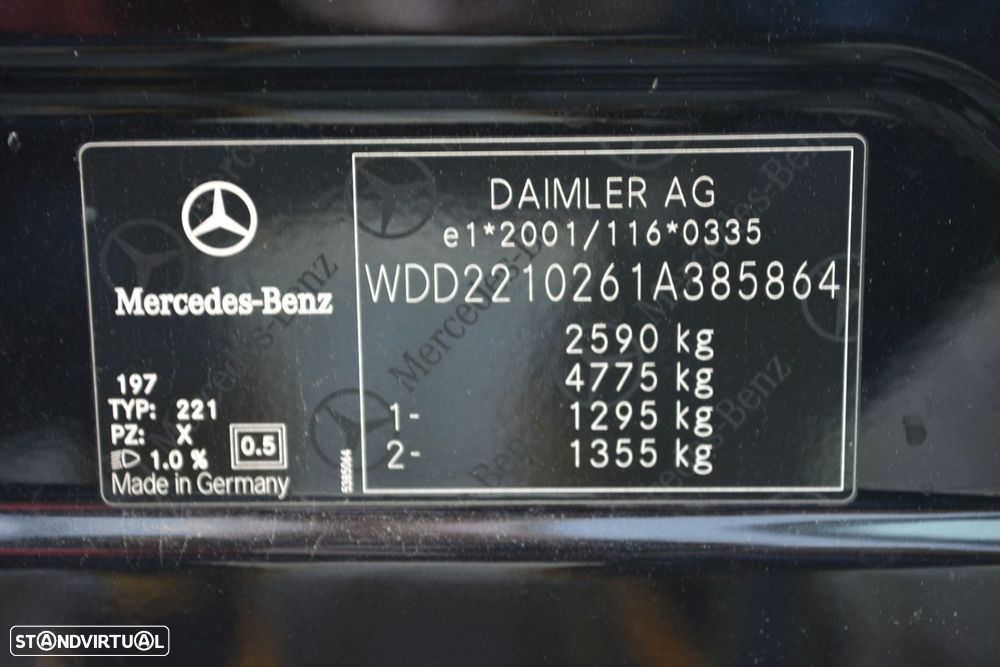 Mercedes-Benz
197
TYP: 221
PZ: X
1.0 %
0.5
Made in Germany
DAIMLER AG
e1*2001/116*0335
WDD2210261A385864
2590 kg
4775 kg
1- 1295 kg
2- 1355 kg
STANDVIRTUAL